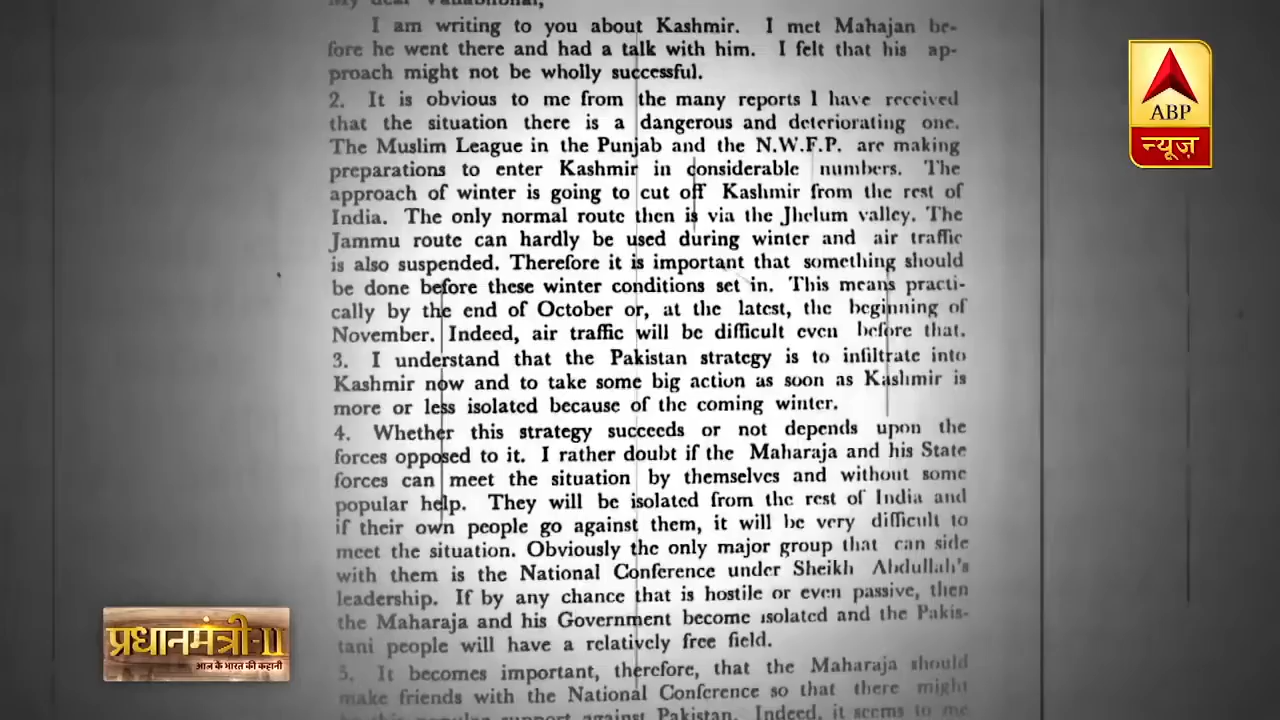 My dear Vallabhbhai,
I am writing to you about Kashmir. I met Mahajan be-
fore he went there and had a talk with him. I felt that his ap-
proach might not be wholly successful.
2. It is obvious to me from the many reports I have received
that the situation there is a dangerous and deteriorating one.
The Muslim League in the Punjab and the N.W.F.P. are making
preparations to enter Kashmir in considerable numbers. The
approach of winter is going to cut off Kashmir from the rest of
India. The only normal route then is via the Jhelum valley. The
Jammu route can hardly be used during winter and air traffic
is also suspended. Therefore it is important that something should
be done before these winter conditions set in. This means practi-
cally by the end of October or, at the latest, the beginning of
November. Indeed, air traffic will be difficult even before that.
3. I understand that the Pakistan strategy is to infiltrate into
Kashmir now and to take some big action as soon as Kashmir is
more or less isolated because of the coming winter.
4. Whether this strategy succeeds or not depends upon the
forces opposed to it. I rather doubt if the Maharaja and his State
forces can meet the situation by themselves and without some
popular help. They will be isolated from the rest of India and
if their own people go against them, it will be very difficult to
meet the situation. Obviously the only major group that can side
with them is the National Conference under Sheikh Abdullah's
leadership. If by any chance that is hostile or even passive, then
the Maharaja and his Government become isolated and the Pakis-
tani people will have a relatively free field.
5. It becomes important, therefore, that the Maharaja should
make friends with the National Conference so that there might
be this popular support against Pakistan. Indeed, it seems to me
ABP
न्यूज़
प्रधानमंत्री-II
आज के भारत की कहानी